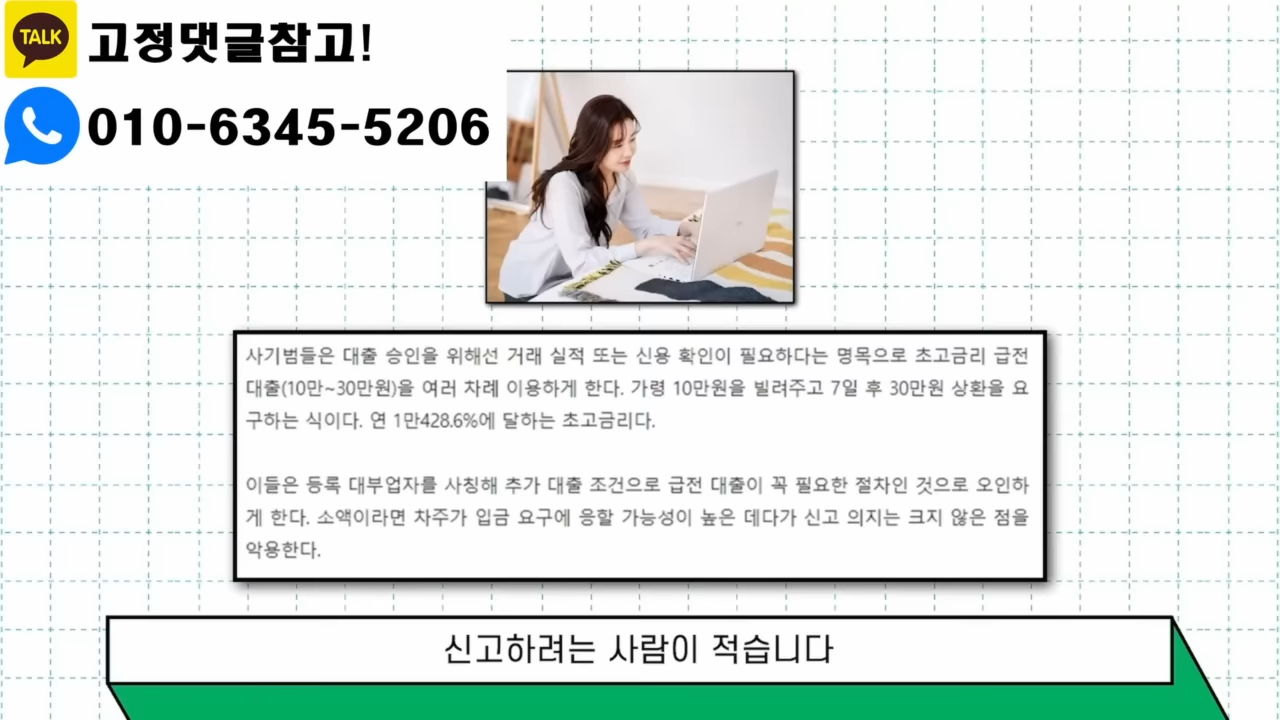 TALK
고정댓글참고!
010-6345-5206
사기범들은 대출 승인을 위해선 거래 실적 또는 신용 확인이 필요하다는 명목으로 초고금리 급전
대출(10만~30만원)을 여러 차례 이용하게 한다. 가령 10만원을 빌려주고 7일 후 30만원 상환을 요
구하는 식이다. 연 1만428.6%에 달하는 초고금리다.
이들은 등록 대부업자를 사칭해 추가 대출 조건으로 급전 대출이 꼭 필요한 절차인 것으로 오인하
게 한다. 소액이라면 차주가 입금 요구에 응할 가능성이 높은 데다가 신고 의지는 크지 않은 점을
악용한다.
신고하려는 사람이 적습니다